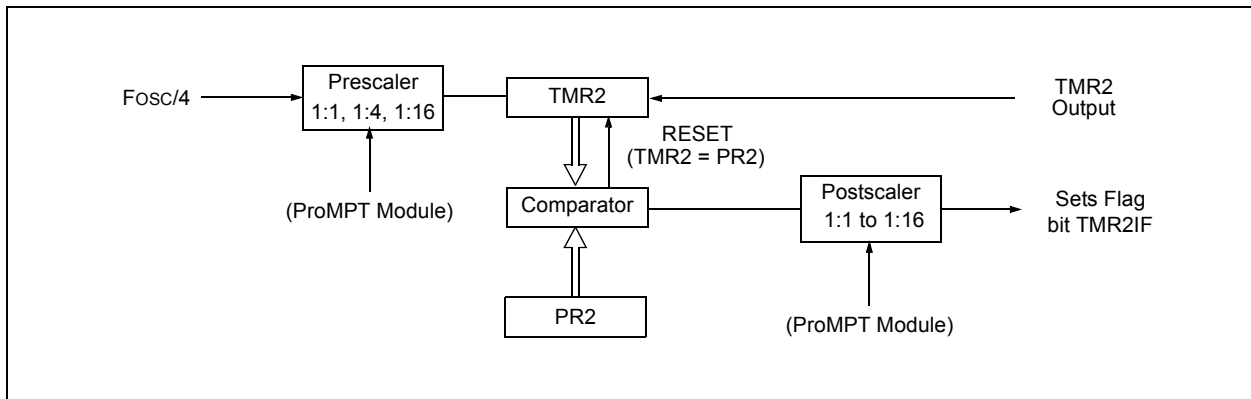 FOSC/4
Prescaler
1:1, 1:4, 1:16
(ProMPT Module)
TMR2
RESET
(TMR2 = PR2)
Comparator
PR2
TMR2
Output
Postscaler
1:1 to 1:16
(ProMPT Module)
Sets Flag
bit TMR2IF